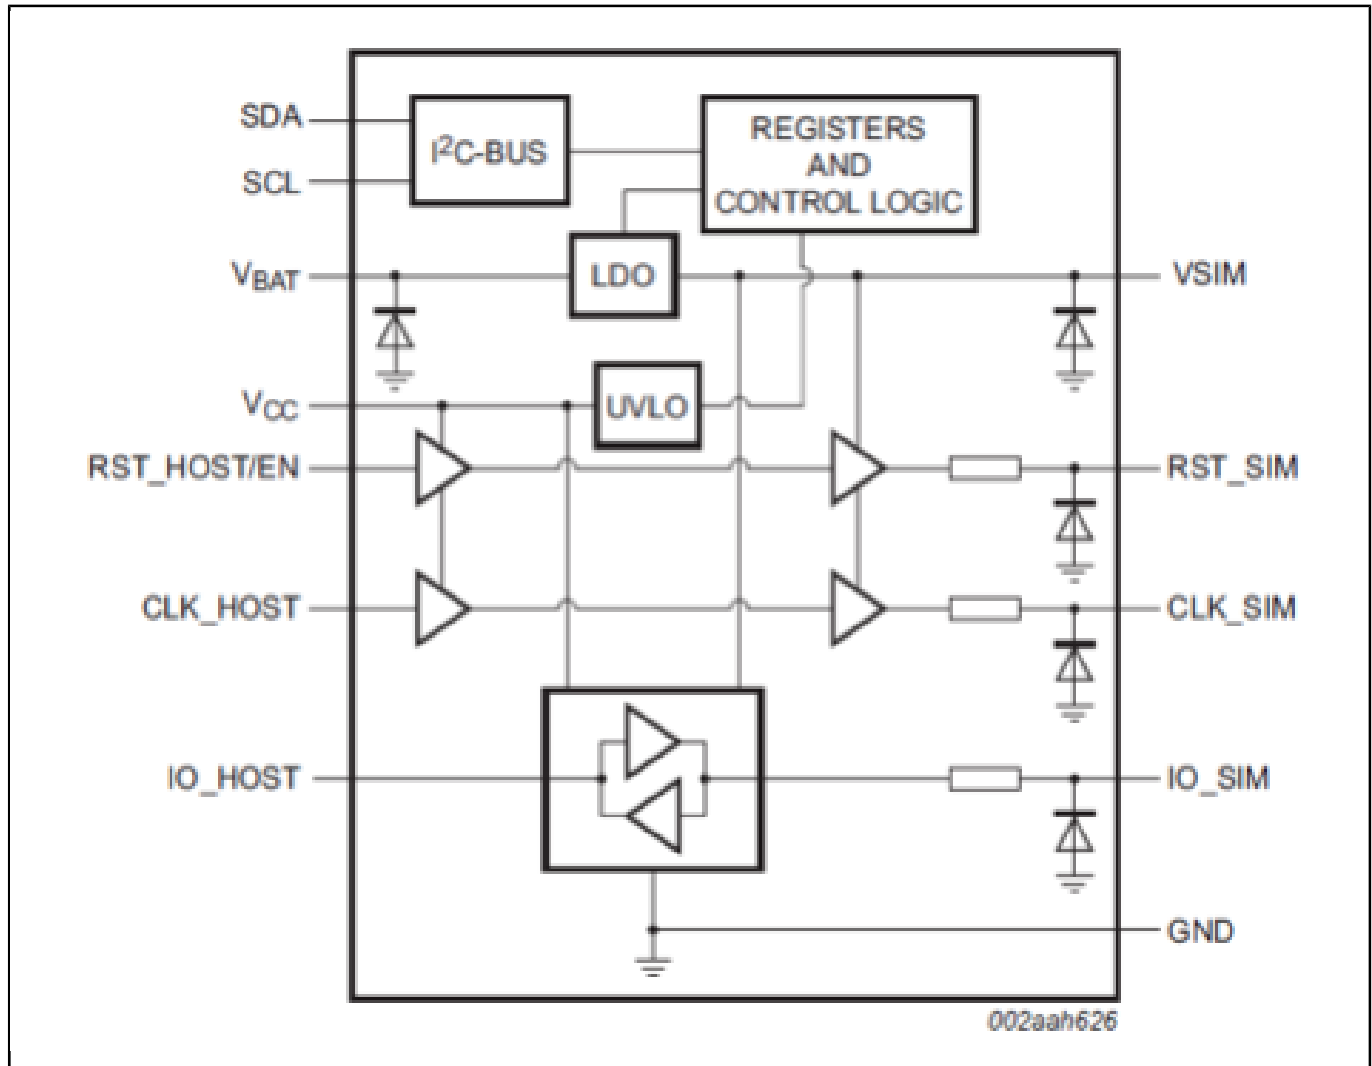 SDA
SCL
I²C-BUS
REGISTERS
AND
CONTROL LOGIC
VBAT
LDO
VSIM
VCC
UVLO
RST_HOST/EN
RST_SIM
CLK_HOST
CLK_SIM
IO_HOST
IO_SIM
GND
002aah626